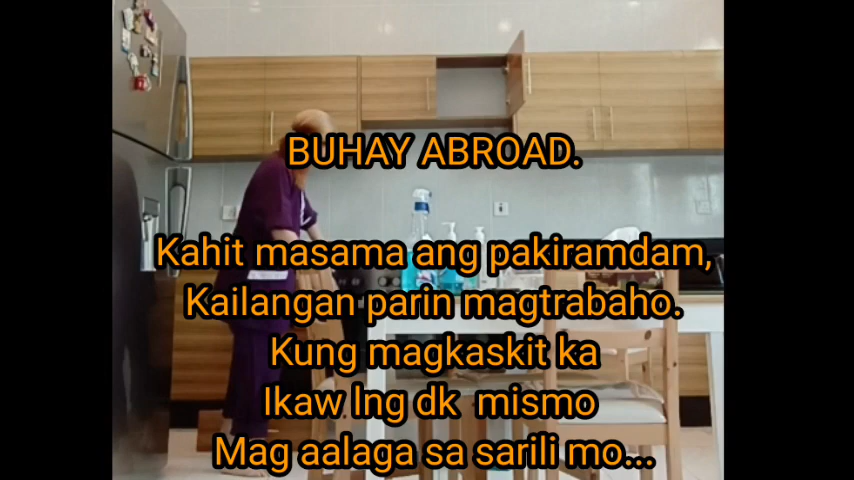 BUHAY ABROAD.
Kahit masama ang pakiramdam,
Kailangan parin magtrabaho.
Kung magkaskit ka
Ikaw lng dk  mismo
Mag aalaga sa sarili mo...